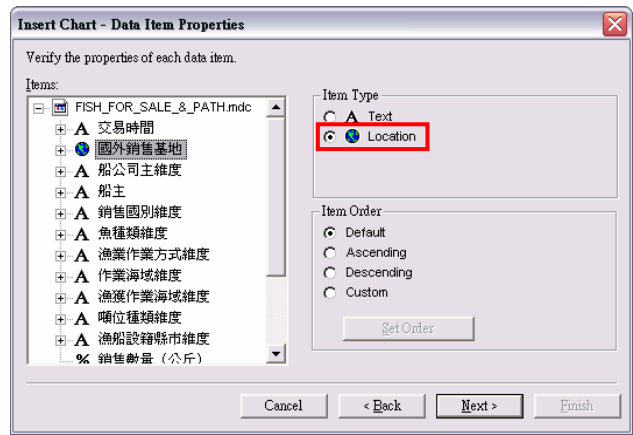 Insert Chart - Data Item Properties
Verify the properties of each data item.
Items:
FISH_FOR_SALE_&_PATH.mdc
A 交易時間
國外銷售基地
A 船公司主維度
A 船主
A 銷售國別維度
A 魚種類維度
A 漁業作業方式維度
A 作業海域維度
A 漁獲作業海域維度
A 噸位種類維度
A 漁船設籍縣市維度
% 銷售數量（公斤）
Item Type
A Text
Location
Item Order
Default
Ascending
Descending
Custom
Set Order
Cancel
< Back
Next >
Finish